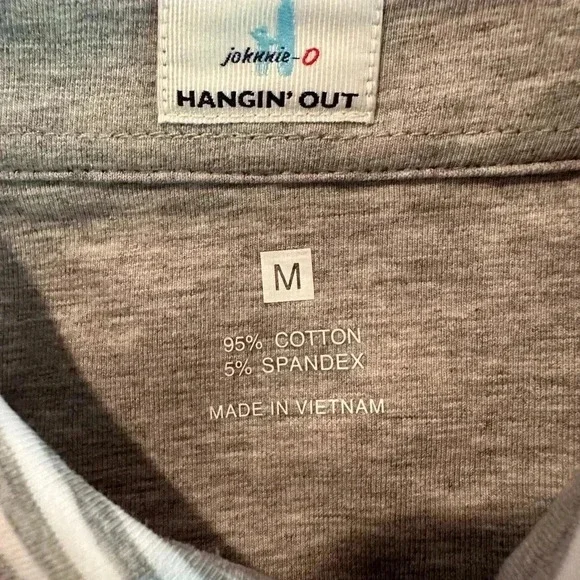 johnnie-O
HANGIN' OUT
M
95% COTTON
5% SPANDEX
MADE IN VIETNAM